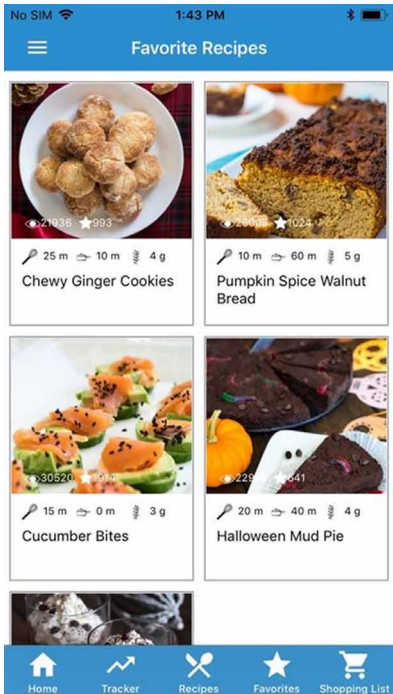 No SIM 1:43 PM
Favorite Recipes
21936 993
1024
25 m 10 m 4 g
10 m 60 m 5 g
Chewy Ginger Cookies
Pumpkin Spice Walnut
Bread
30520
641
15 m 0 m 3 g
20 m 40 m 4 g
Cucumber Bites
Halloween Mud Pie
Home Tracker Recipes Favorites Shopping List